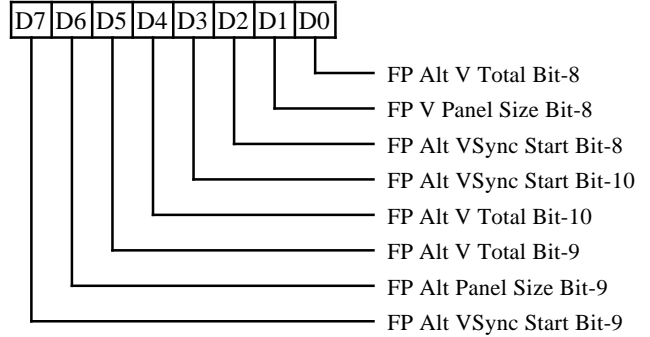 D7 D6 D5 D4 D3 D2 D1 D0
FP Alt V Total Bit-8
FP V Panel Size Bit-8
FP Alt VSync Start Bit-8
FP Alt VSync Start Bit-10
FP Alt V Total Bit-10
FP Alt V Total Bit-9
FP Alt Panel Size Bit-9
FP Alt VSync Start Bit-9